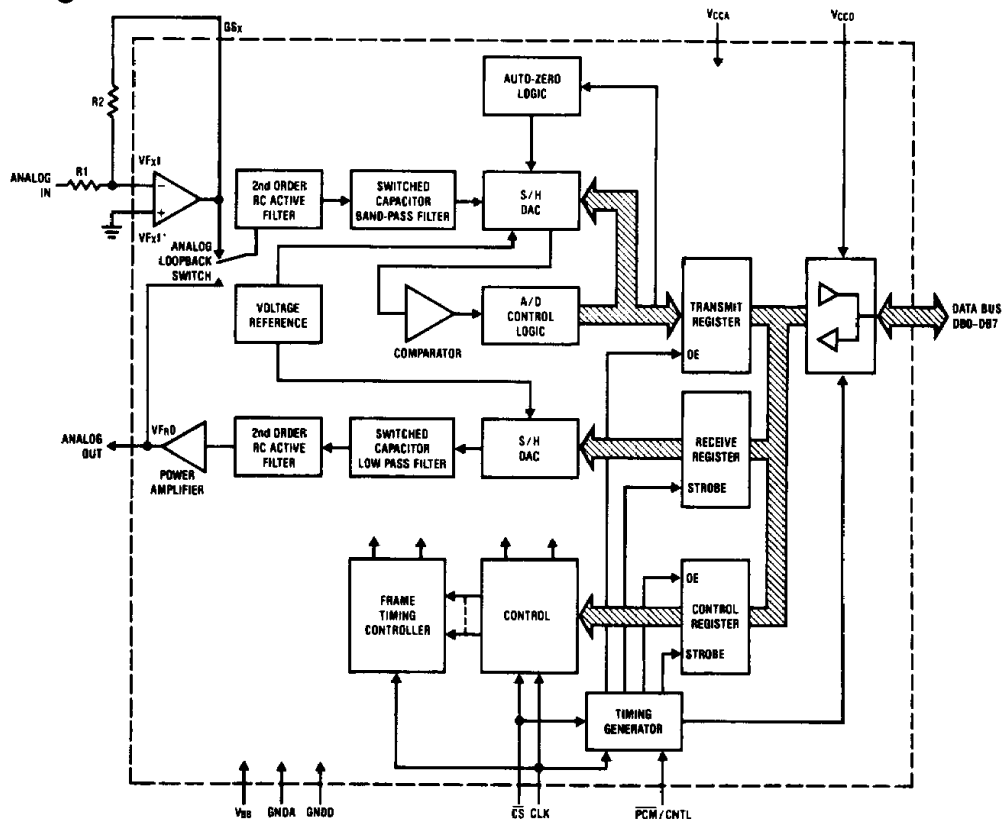 GSX
VCCA
VCCD
AUTO-ZERO
LOGIC
R2
VFXI
ANALOG
IN
R1
2nd ORDER
RC ACTIVE
FILTER
SWITCHED
CAPACITOR
BAND-PASS FILTER
S/H
DAC
VFXI+
ANALOG
LOOPBACK
SWITCH
VOLTAGE
REFERENCE
COMPARATOR
A/D
CONTROL
LOGIC
TRANSMIT
REGISTER
OE
DATA BUS
DB0-DB7
ANALOG
OUT
VFRO
POWER
AMPLIFIER
2nd ORDER
RC ACTIVE
FILTER
SWITCHED
CAPACITOR
LOW PASS FILTER
S/H
DAC
RECEIVE
REGISTER
STROBE
FRAME
TIMING
CONTROLLER
CONTROL
OE
CONTROL
REGISTER
STROBE
TIMING
GENERATOR
VBB
GNDA
GNDD
CS
CLK
PCM/CNTL